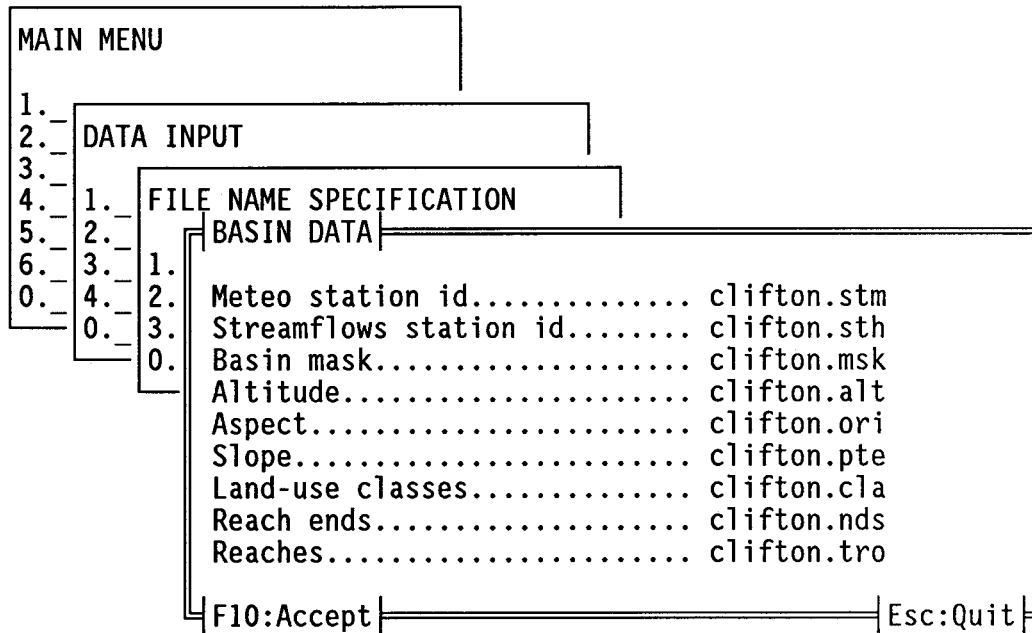 MAIN MENU
1._
2._
3._
4._
5._
6._
0._
DATA INPUT
1._
2._
3._
4._
0._
FILE NAME SPECIFICATION
1.
2.
3.
0.
BASIN DATA
Meteo station id............... clifton.stm
Streamflows station id........ clifton.sth
Basin mask.................... clifton.msk
Altitude...................... clifton.alt
Aspect........................ clifton.ori
Slope......................... clifton.pte
Land-use classes.............. clifton.cla
Reach ends.................... clifton.nds
Reaches....................... clifton.tro
F10:Accept
Esc:Quit